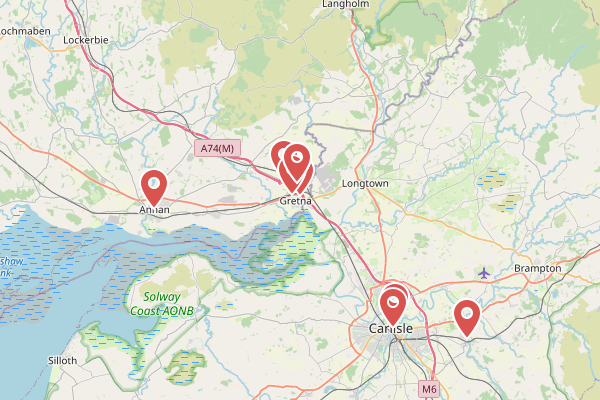 Langholm
ochmaben
Lockerbie
A74(M)
Longtown
Annan
Gretna
shaw
nk-
Brampton
Solway
Coast AONB
Carlisle
Silloth
M6